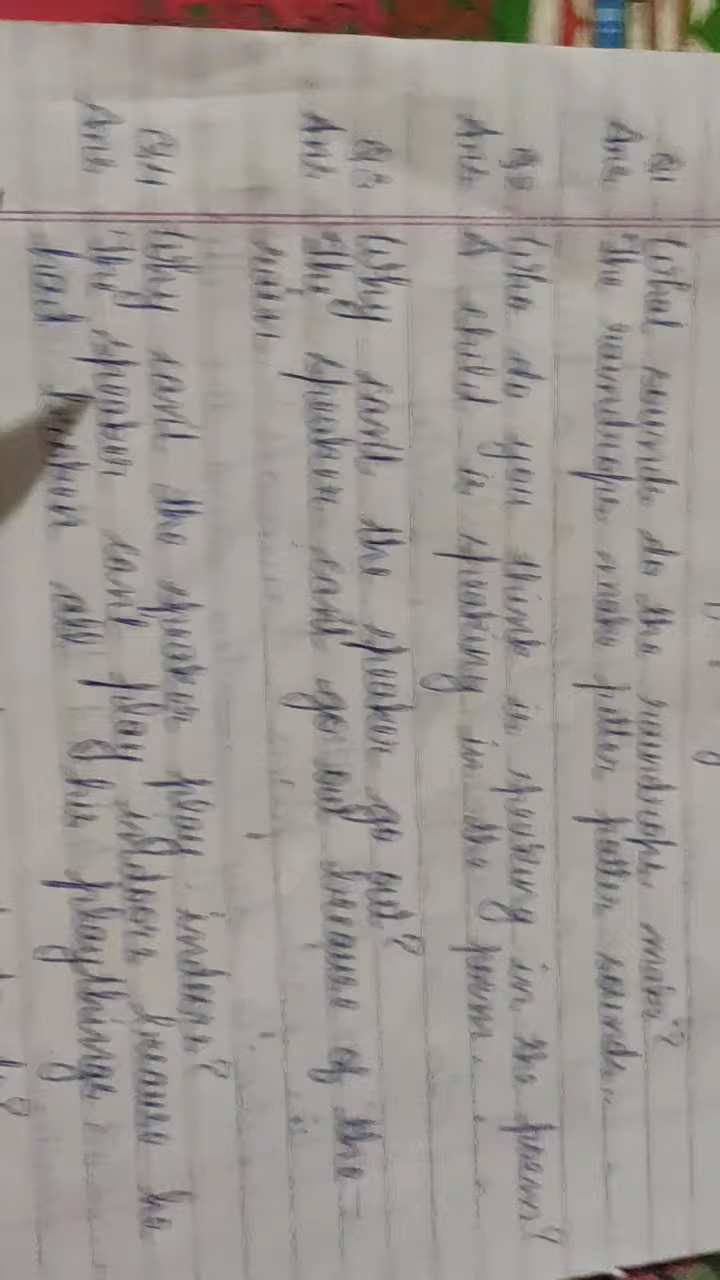 Q1 What sounds do the raindrops make?
Ans The raindrops make pitter patter sounds.
Q2 Who do you think is speaking in the poem?
Ans. A child is speaking in the poem.
Q3 Why can't the speaker go out?
Ans The speaker can't go out because of the
rain.
Q4 Why can't the speaker play indoors?
Ans The speaker can't play indoors because he
had broken all his playthings.